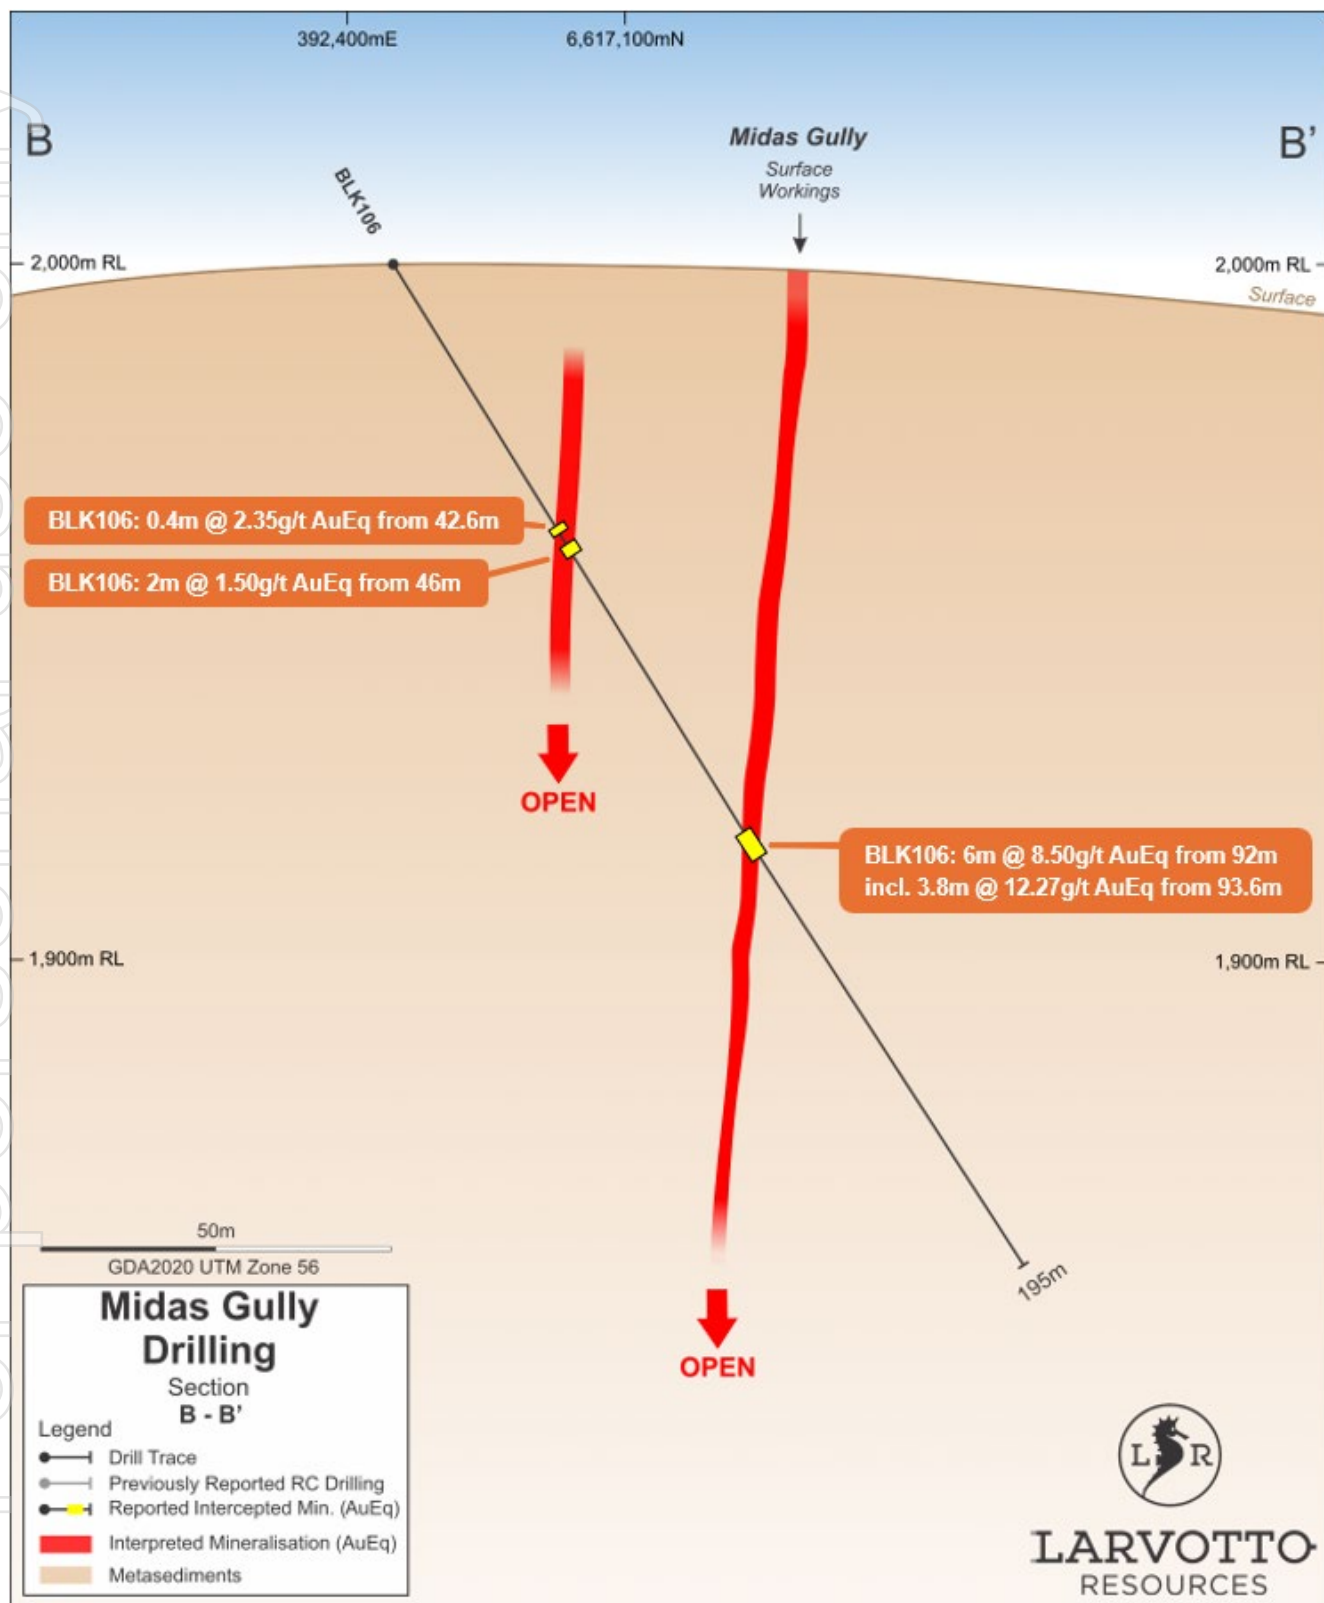 392,400mE
6,617,100mN
B
B’
Midas Gully
Surface
Workings
BLK106
2,000m RL
2,000m RL
Surface
BLK106: 0.4m @ 2.35g/t AuEq from 42.6m
BLK106: 2m @ 1.50g/t AuEq from 46m
OPEN
BLK106: 6m @ 8.50g/t AuEq from 92m
incl. 3.8m @ 12.27g/t AuEq from 93.6m
1,900m RL
1,900m RL
50m
GDA2020 UTM Zone 56
195m
OPEN
Midas Gully
Drilling
Section
B - B’
Legend
Drill Trace
Previously Reported RC Drilling
Reported Intercepted Min. (AuEq)
Interpreted Mineralisation (AuEq)
Metasediments
L R
LARVOTTO
RESOURCES